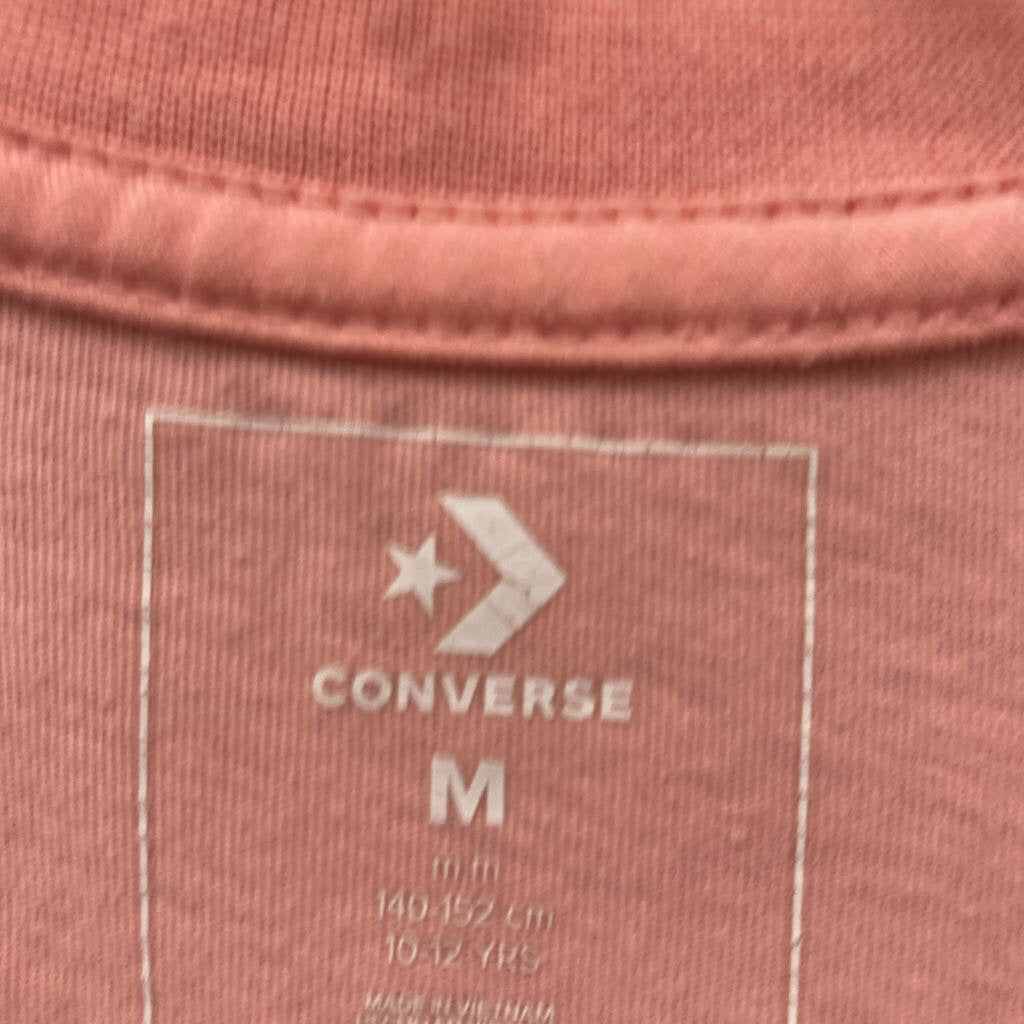 CONVERSE
M
m.m
140-152 cm
10-12 YRS
MADE IN VIETNAM